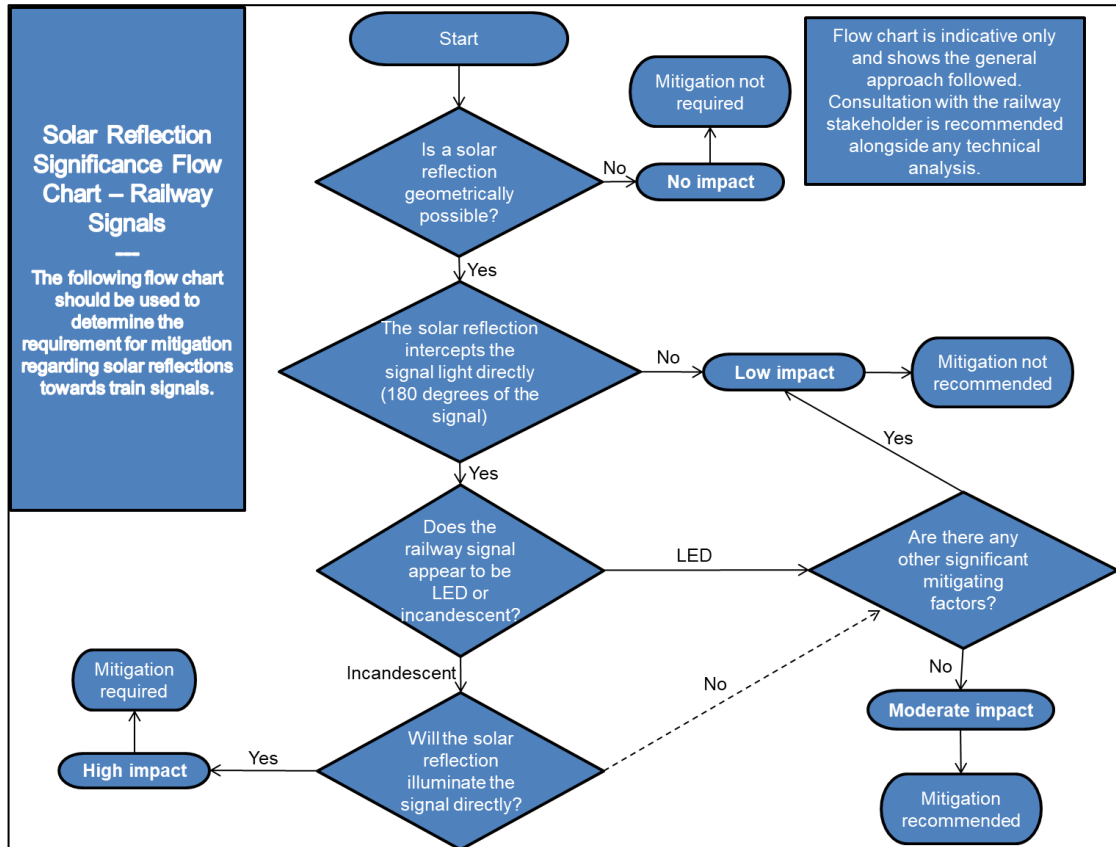 Solar Reflection
Significance Flow
Chart – Railway
Signals
---
The following flow chart
should be used to
determine the
requirement for mitigation
regarding solar reflections
towards train signals.
Start
Flow chart is indicative only
and shows the general
approach followed.
Consultation with the railway
stakeholder is recommended
alongside any technical
analysis.
Mitigation not
required
Is a solar
reflection
geometrically
possible?
No
No impact
Yes
The solar reflection
intercepts the
signal light directly
(180 degrees of the
signal)
No
Low impact
Mitigation not
recommended
Yes
Yes
Does the
railway signal
appear to be
LED or
incandescent?
LED
Are there any
other significant
mitigating
factors?
Incandescent
No
No
Mitigation
required
Moderate impact
Will the solar
reflection
illuminate the
signal directly?
Yes
High impact
Mitigation
recommended